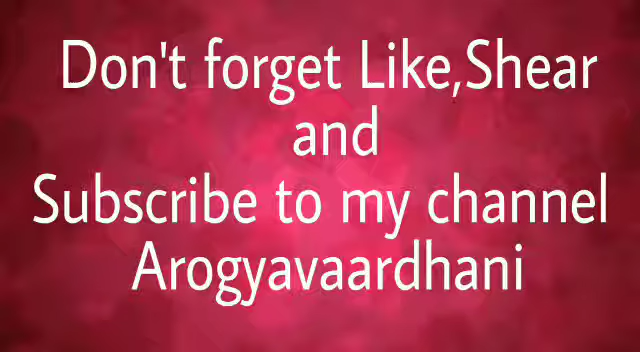 Don't forget Like,Shear
and
Subscribe to my channel
Arogyavaardhani